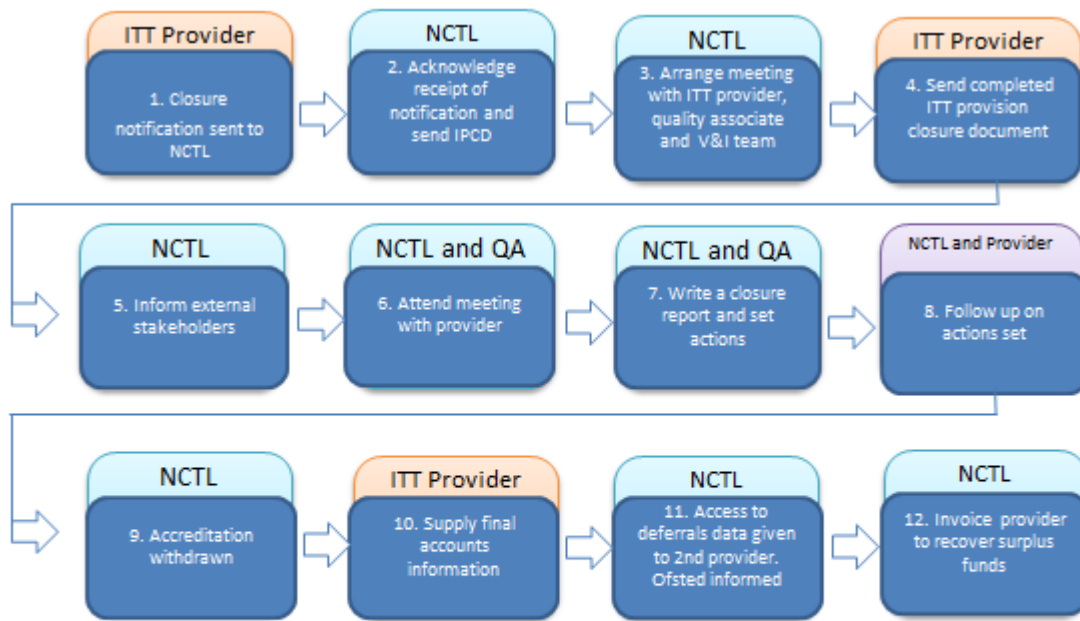 ITT Provider
1. Closure
notification sent to
NCTL
NCTL
2. Acknowledge
receipt of
notification and
send IPCD
NCTL
3. Arrange meeting
with ITT provider,
quality associate
and V&I team
ITT Provider
4. Send completed
ITT provision
closure document
NCTL
5. Inform external
stakeholders
NCTL and QA
6. Attend meeting
with provider
NCTL and QA
7. Write a closure
report and set
actions
NCTL and Provider
8. Follow up on
actions set
NCTL
9. Accreditation
withdrawn
ITT Provider
10. Supply final
accounts
information
NCTL
11. Access to
deferrals data given
to 2nd provider.
Ofsted informed
NCTL
12. Invoice provider
to recover surplus
funds